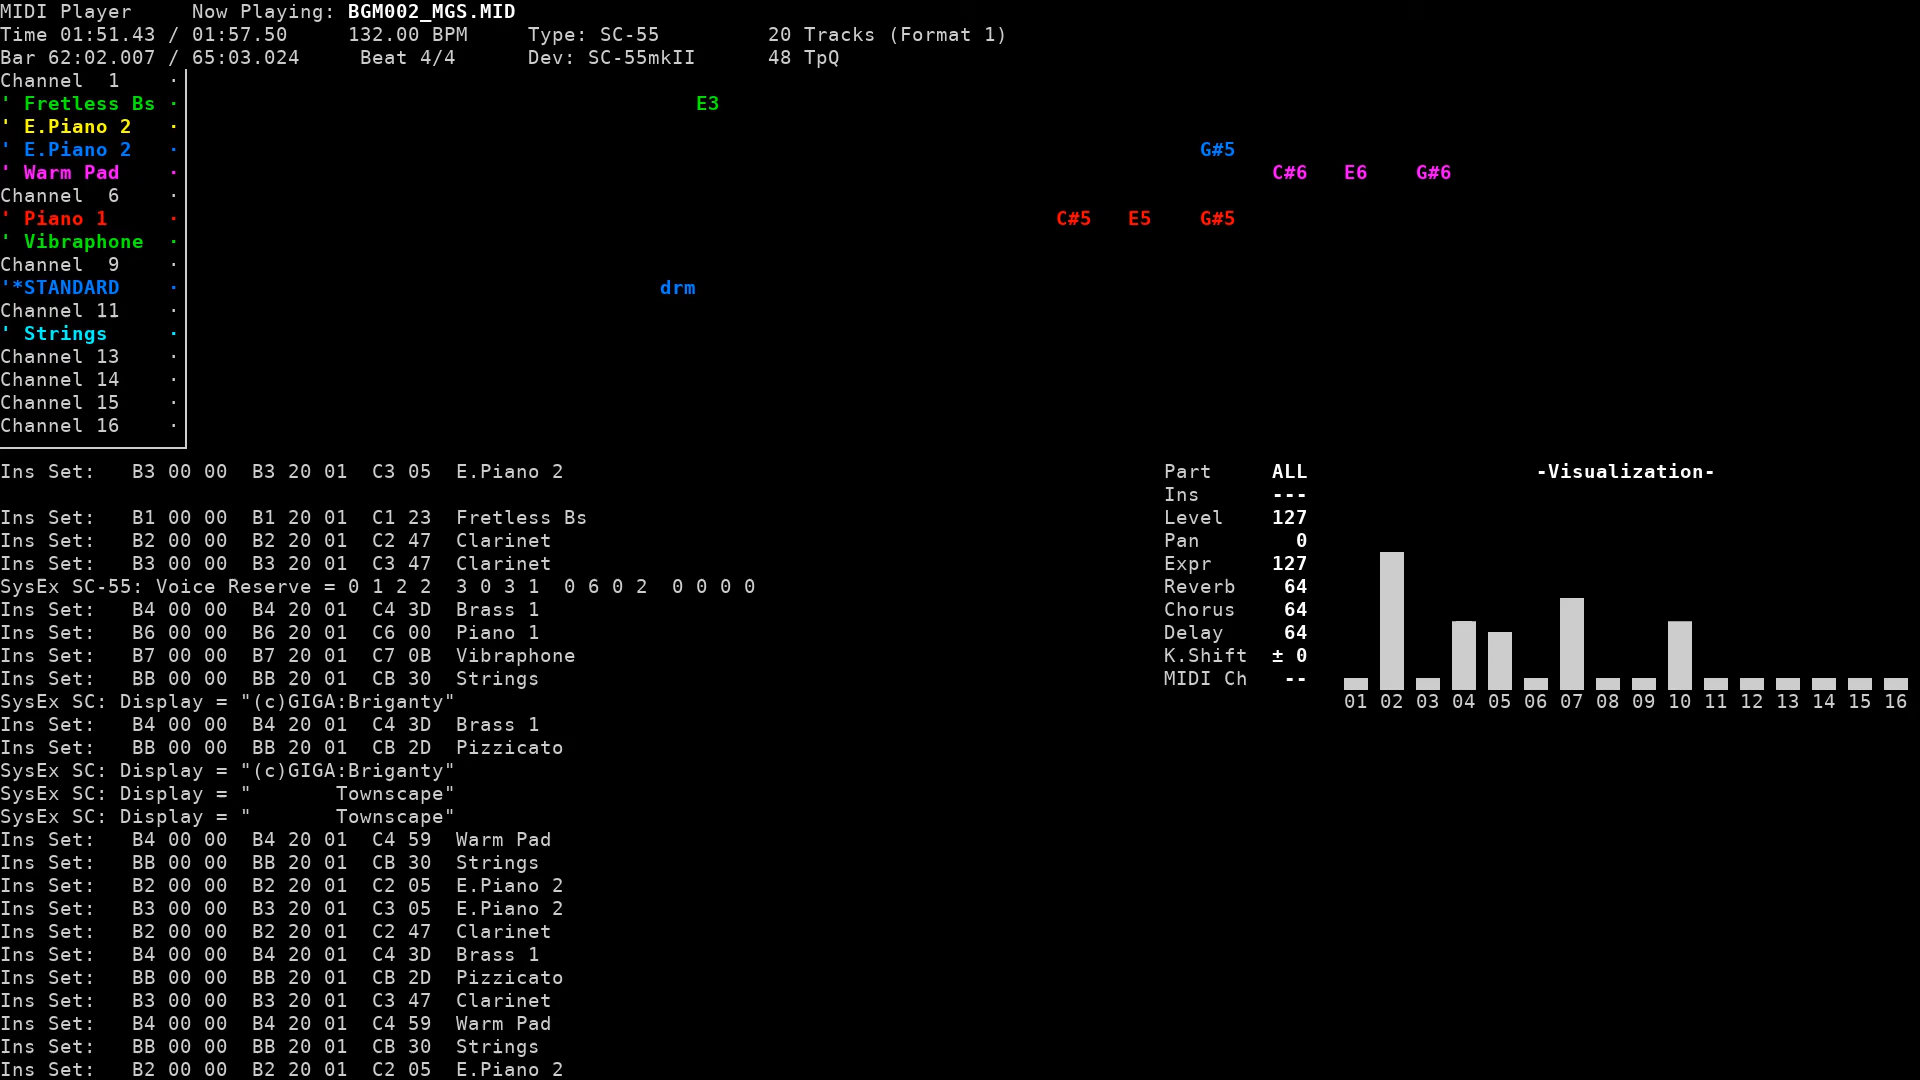 MIDI Player     Now Playing: BGM002_MGS.MID
Time 01:51.43 / 01:57.50    132.00 BPM     Type: SC-55         20 Tracks (Format 1)
Bar 62:02.007 / 65:03.024     Beat 4/4      Dev: SC-55mkII      48 TpQ
Channel  1    ·
' Fretless Bs ·    E3
' E.Piano 2   ·
' E.Piano 2   ·    G#5
' Warm Pad    ·    C#6   E6    G#6
Channel  6    ·
' Piano 1     ·    C#5   E5    G#5
' Vibraphone  ·
Channel  9    ·
'*STANDARD    ·    drm
Channel 11    ·
' Strings     ·
Channel 13    ·
Channel 14    ·
Channel 15    ·
Channel 16    ·
Ins Set:   B3 00 00  B3 20 01  C3 05  E.Piano 2
Ins Set:   B1 00 00  B1 20 01  C1 23  Fretless Bs
Ins Set:   B2 00 00  B2 20 01  C2 47  Clarinet
Ins Set:   B3 00 00  B3 20 01  C3 47  Clarinet
SysEx SC-55: Voice Reserve = 0 1 2 2  3 0 3 1  0 6 0 2  0 0 0 0
Ins Set:   B4 00 00  B4 20 01  C4 3D  Brass 1
Ins Set:   B6 00 00  B6 20 01  C6 00  Piano 1
Ins Set:   B7 00 00  B7 20 01  C7 0B  Vibraphone
Ins Set:   BB 00 00  BB 20 01  CB 30  Strings
SysEx SC: Display = "(c)GIGA:Briganty"
Ins Set:   B4 00 00  B4 20 01  C4 3D  Brass 1
Ins Set:   BB 00 00  BB 20 01  CB 2D  Pizzicato
SysEx SC: Display = "(c)GIGA:Briganty"
SysEx SC: Display = "       Townscape"
SysEx SC: Display = "       Townscape"
Ins Set:   B4 00 00  B4 20 01  C4 59  Warm Pad
Ins Set:   BB 00 00  BB 20 01  CB 30  Strings
Ins Set:   B2 00 00  B2 20 01  C2 05  E.Piano 2
Ins Set:   B3 00 00  B3 20 01  C3 05  E.Piano 2
Ins Set:   B2 00 00  B2 20 01  C2 47  Clarinet
Ins Set:   B4 00 00  B4 20 01  C4 3D  Brass 1
Ins Set:   BB 00 00  BB 20 01  CB 2D  Pizzicato
Ins Set:   B3 00 00  B3 20 01  C3 47  Clarinet
Ins Set:   B4 00 00  B4 20 01  C4 59  Warm Pad
Ins Set:   BB 00 00  BB 20 01  CB 30  Strings
Ins Set:   B2 00 00  B2 20 01  C2 05  E.Piano 2
Part     ALL
Ins      ---
Level    127
Pan        0
Expr     127
Reverb    64
Chorus    64
Delay     64
K.Shift  ± 0
MIDI Ch   --
-Visualization-
01 02 03 04 05 06 07 08 09 10 11 12 13 14 15 16